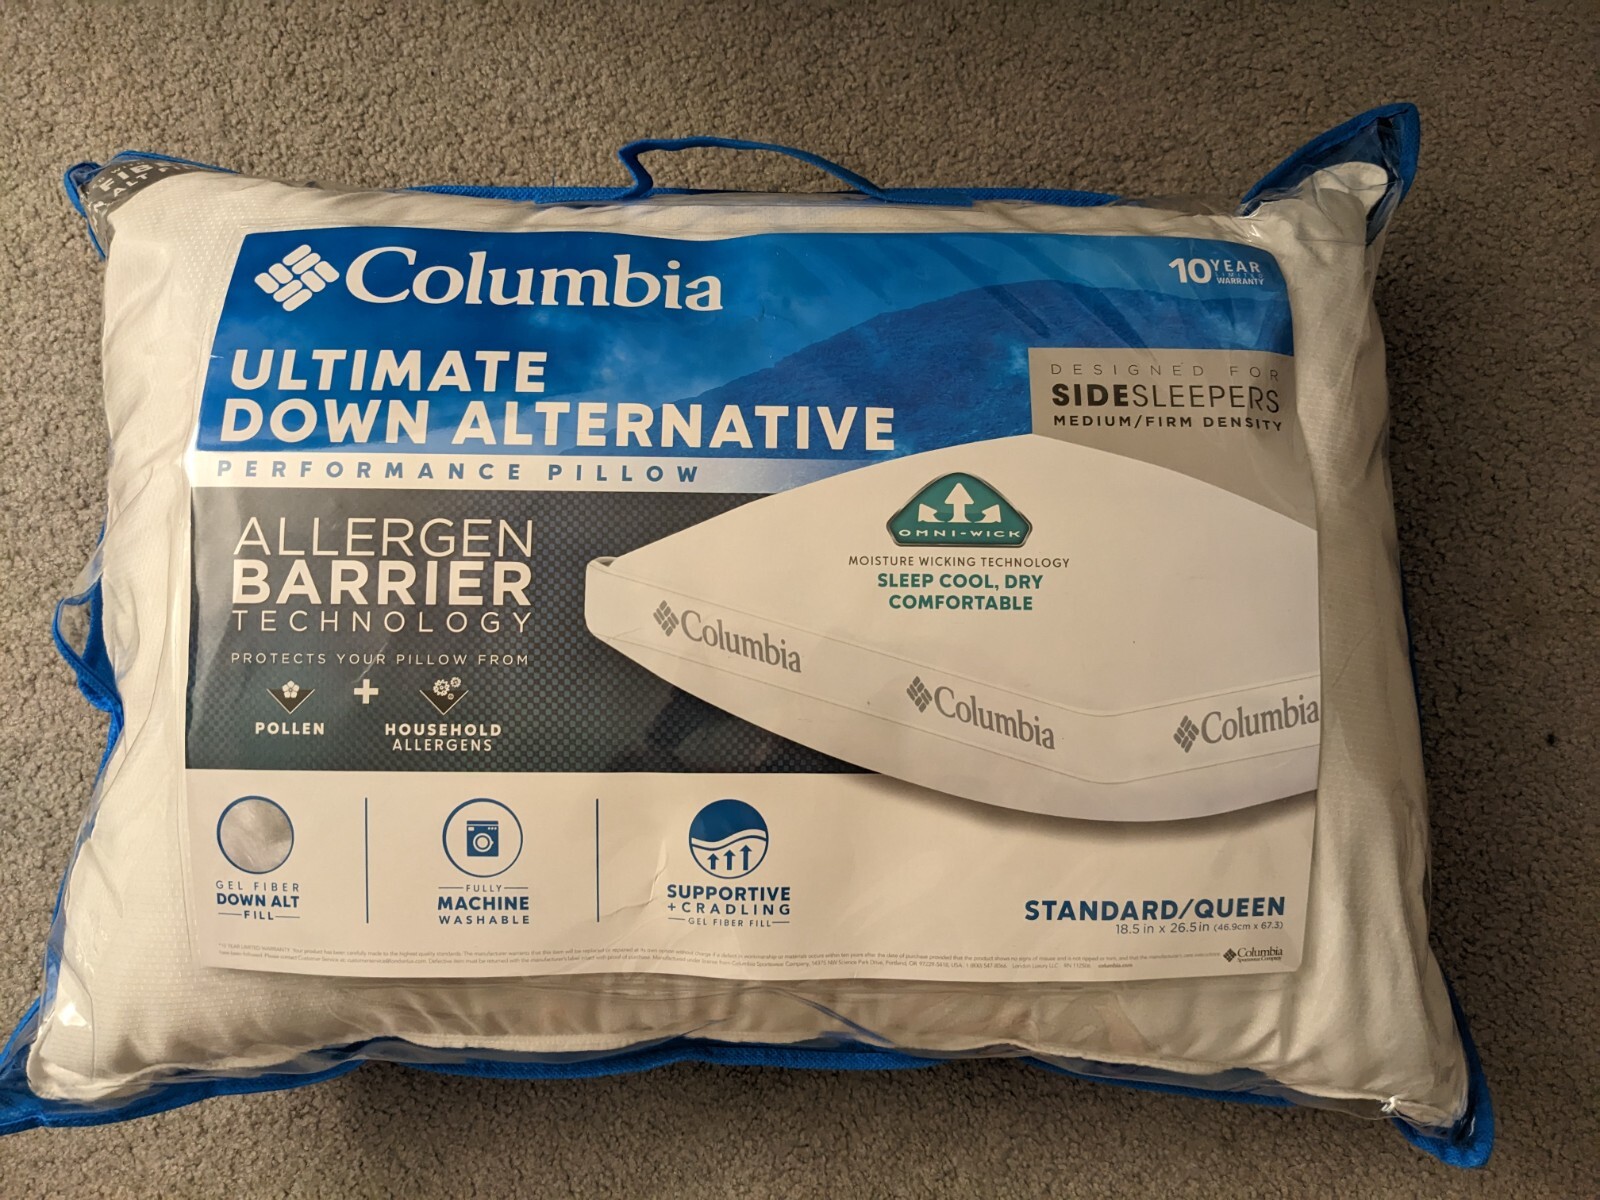 Columbia
10 YEAR
LIMITED
WARRANTY
ULTIMATE
DOWN ALTERNATIVE
PERFORMANCE PILLOW
DESIGNED FOR
SIDESLEEPERS
MEDIUM/FIRM DENSITY
ALLERGEN
BARRIER
TECHNOLOGY
PROTECTS YOUR PILLOW FROM
POLLEN
+
HOUSEHOLD
ALLERGENS
OMNI-WICK
MOISTURE WICKING TECHNOLOGY
SLEEP COOL, DRY
COMFORTABLE
Columbia
Columbia
Columbia
GEL FIBER
DOWN ALT
FILL
FULLY
MACHINE
WASHABLE
SUPPORTIVE
+CRADLING
GEL FIBER FILL
STANDARD/QUEEN
18.5 in x 26.5 in (46.9cm x 67.3)
Columbia
Sportswear Company